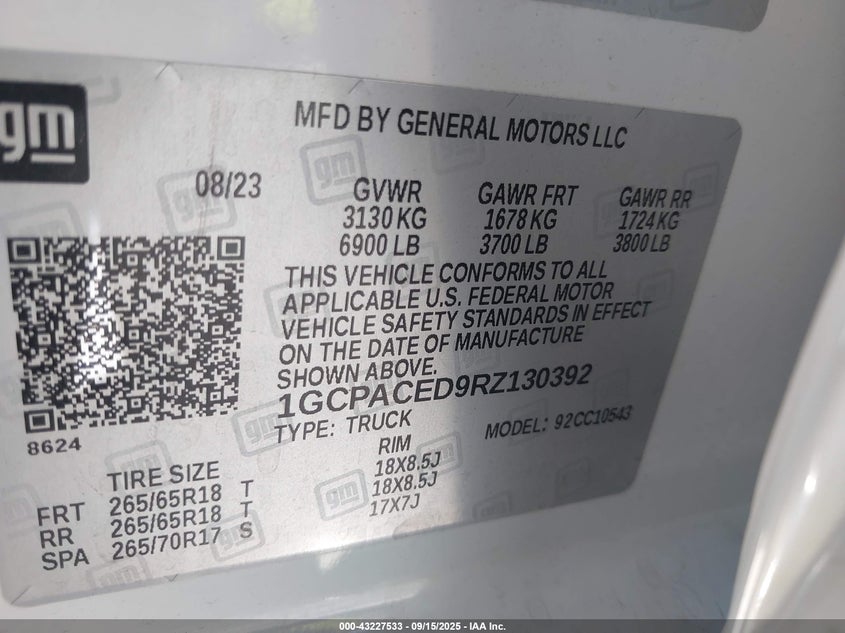 gm
MFD BY GENERAL MOTORS LLC
08/23
GVWR GAWR FRT GAWR RR
3130 KG 1678 KG 1724 KG
6900 LB 3700 LB 3800 LB
THIS VEHICLE CONFORMS TO ALL
APPLICABLE U.S. FEDERAL MOTOR
VEHICLE SAFETY STANDARDS IN EFFECT
ON THE DATE OF MANUFACTURE
SHOWN ABOVE.
1GCPACED9RZ130392
TYPE: TRUCK MODEL: 92CC10543
8624
TIRE SIZE RIM
FRT 265/65R18 T 18X8.5J
RR 265/65R18 T 18X8.5J
SPA 265/70R17 S 17X7J
000-43227533 - 09/15/2025 - IAA Inc.